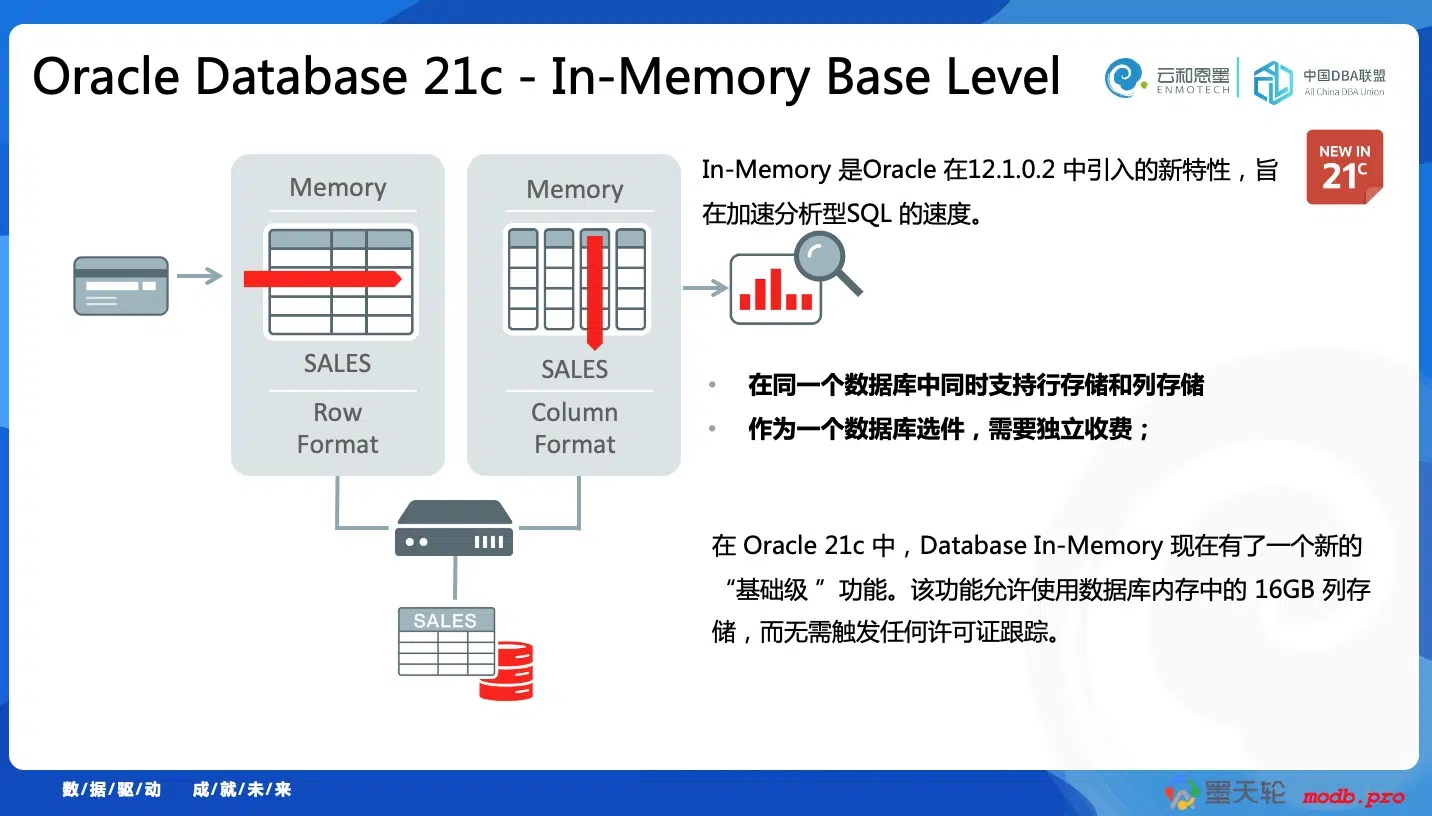 Oracle Database 21c - In-Memory Base Level
云和恩墨
ENMOTECH
中国DBA联盟
All China DBA Union
NEW IN
21c
In-Memory 是Oracle 在12.1.0.2 中引入的新特性，旨
在加速分析型SQL 的速度。
Memory
SALES
Row
Format
Memory
SALES
Column
Format
SALES
• 在同一个数据库中同时支持行存储和列存储
• 作为一个数据库选件，需要独立收费；
在 Oracle 21c 中，Database In-Memory 现在有了一个新的
“基础级 ”功能。该功能允许使用数据库内存中的 16GB 列存
储，而无需触发任何许可证跟踪。
数/据/驱/动 成/就/未/来
墨天轮 modb.pro